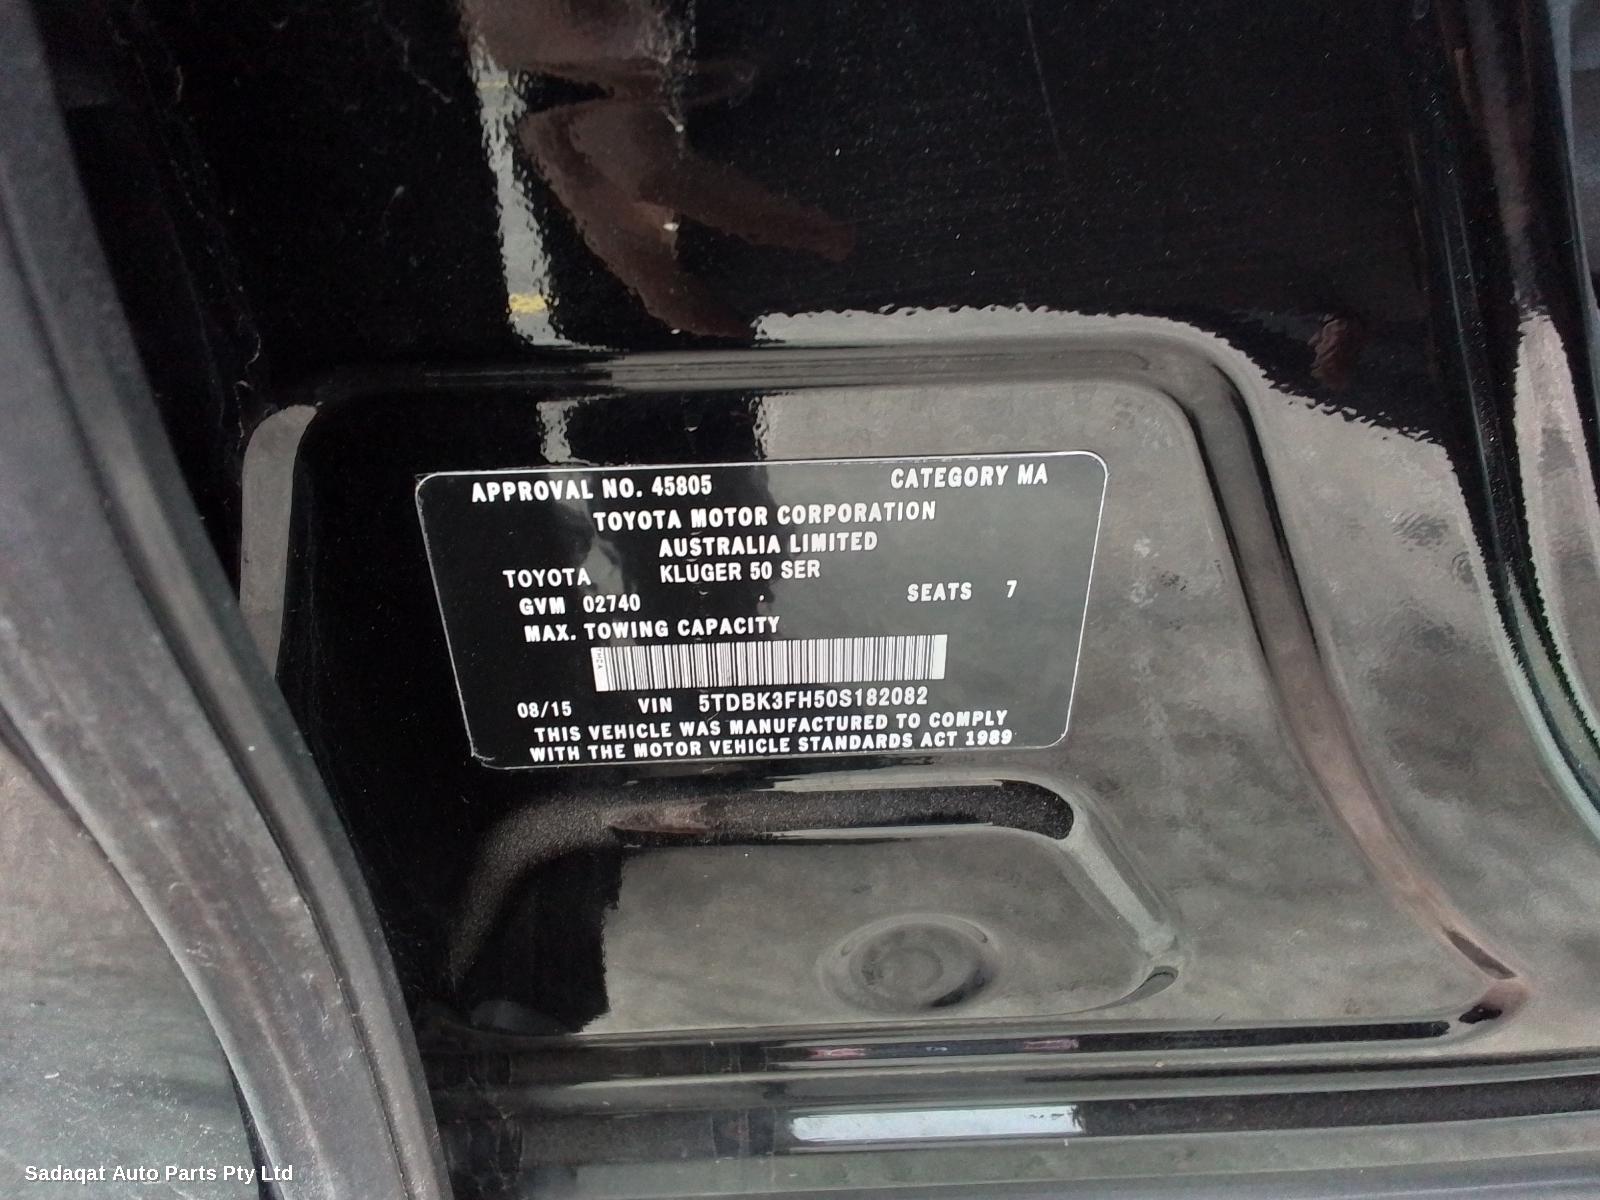 APPROVAL NO. 45805 CATEGORY MA
TOYOTA MOTOR CORPORATION
AUSTRALIA LIMITED
TOYOTA KLUGER 50 SER
GVM 02740 SEATS 7
MAX. TOWING CAPACITY
08/15 VIN 5TDBK3FH50S182082
THIS VEHICLE WAS MANUFACTURED TO COMPLY
WITH THE MOTOR VEHICLE STANDARDS ACT 1989
Sadaqat Auto Parts Pty Ltd